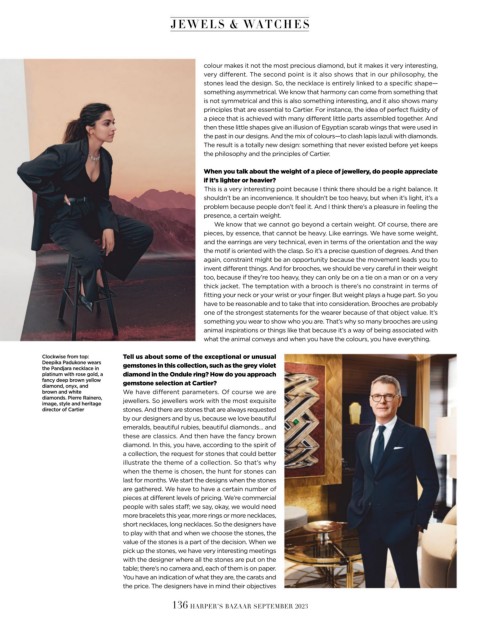 JEWELS & WATCHES
colour makes it not the most precious diamond, but it makes it very interesting,
very different. The second point is it also shows that in our philosophy, the
stones lead the design. So, the necklace is entirely linked to a specific shape—
something asymmetrical. We know that harmony can come from something that
is not symmetrical and this is also something interesting, and it also shows many
principles that are essential to Cartier. For instance, the idea of perfect fluidity of
a piece that is achieved with many different little parts assembled together. And
then these little shapes give an illusion of Egyptian scarab wings that were used in
the past in our designs. And the mix of colours—to clash lapis lazuli with diamonds.
The result is a totally new design: something that never existed before yet keeps
the philosophy and the principles of Cartier.
When you talk about the weight of a piece of jewellery, do people appreciate
if it's lighter or heavier?
This is a very interesting point because I think there should be a right balance. It
shouldn't be an inconvenience. It shouldn't be too heavy, but when it's light, it's a
problem because people don't feel it. And I think there's a pleasure in feeling the
presence, a certain weight.
We know that we cannot go beyond a certain weight. Of course, there are
pieces, by essence, that cannot be heavy. Like earrings. We have some weight,
and the earrings are very technical, even in terms of the orientation and the way
the motif is oriented with the clasp. So it's a precise question of degrees. And then
again, constraint might be an opportunity because the movement leads you to
invent different things. And for brooches, we should be very careful in their weight
too, because if they're too heavy, they can only be on a tie on a man or on a very
thick jacket. The temptation with a brooch is there's no constraint in terms of
fitting your neck or your wrist or your finger. But weight plays a huge part. So you
have to be reasonable and to take that into consideration. Brooches are probably
one of the strongest statements for the wearer because of that object value. It's
something you wear to show who you are. That's why so many brooches are using
animal inspirations or things like that because it's a way of being associated with
what the animal conveys and when you have the colours, you have everything.
Clockwise from top:
Deepika Padukone wears
the Pandjara necklace in
platinum with rose gold, a
fancy deep brown yellow
diamond, onyx, and
brown and white
diamonds. Pierre Rainero,
image, style and heritage
director of Cartier
Tell us about some of the exceptional or unusual
gemstones in this collection, such as the grey violet
diamond in the Ondule ring? How do you approach
gemstone selection at Cartier?
We have different parameters. Of course we are
jewellers. So jewellers work with the most exquisite
stones. And there are stones that are always requested
by our designers and by us, because we love beautiful
emeralds, beautiful rubies, beautiful diamonds... and
these are classics. And then have the fancy brown
diamond. In this, you have, according to the spirit of
a collection, the request for stones that could better
illustrate the theme of a collection. So that's why
when the theme is chosen, the hunt for stones can
last for months. We start the designs when the stones
are gathered. We have to have a certain number of
pieces at different levels of pricing. We're commercial
people with sales staff; we say, okay, we would need
more bracelets this year, more rings or more necklaces,
short necklaces, long necklaces. So the designers have
to play with that and when we choose the stones, the
value of the stones is a part of the decision. When we
pick up the stones, we have very interesting meetings
with the designer where all the stones are put on the
table; there's no camera and, each of them is on paper.
You have an indication of what they are, the carats and
the price. The designers have in mind their objectives
136 HARPER'S BAZAAR SEPTEMBER 2023